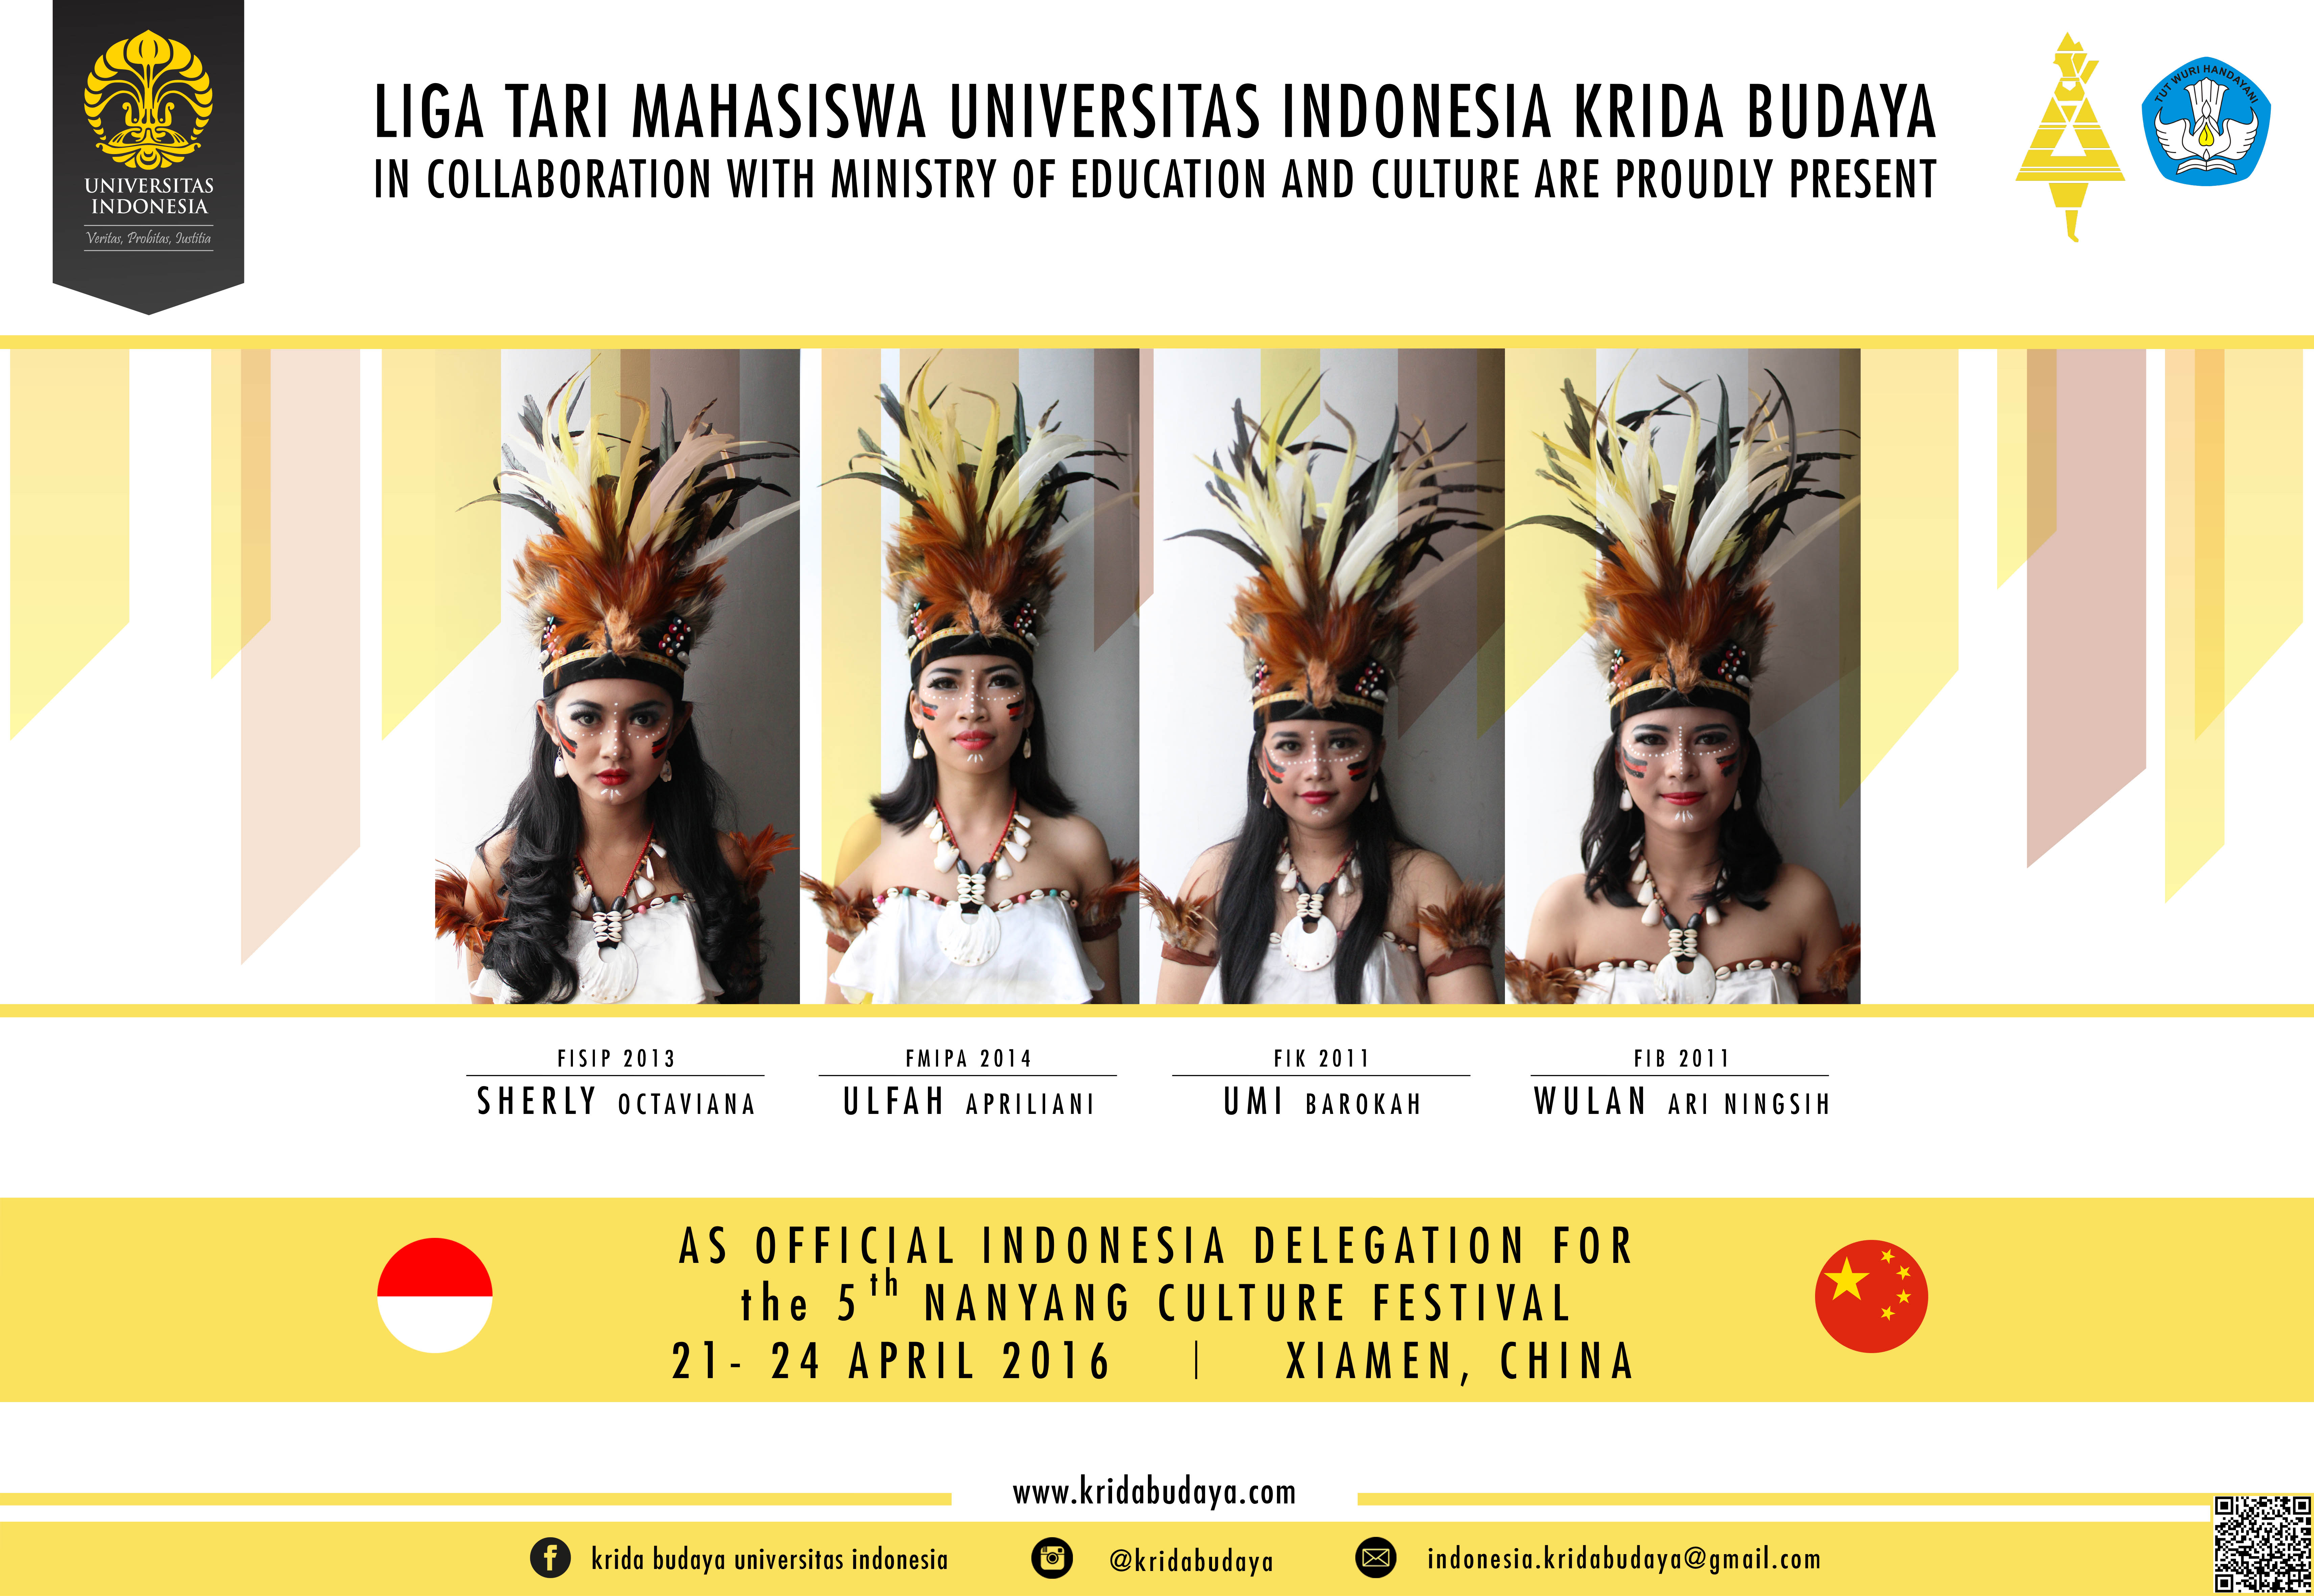 UNIVERSITAS
INDONESIA
Veritas, Probitas, Iustitia
LIGA TARI MAHASISWA UNIVERSITAS INDONESIA KRIDA BUDAYA
IN COLLABORATION WITH MINISTRY OF EDUCATION AND CULTURE ARE PROUDLY PRESENT
TUT WURI HANDAYANI
FISIP 2013
SHERLY OCTAVIANA
FMIPA 2014
ULFAH APRILIANI
FIK 2011
UMI BAROKAH
FIB 2011
WULAN ARI NINGSIH
AS OFFICIAL INDONESIA DELEGATION FOR
the 5th NANYANG CULTURE FESTIVAL
21- 24 APRIL 2016 | XIAMEN, CHINA
www.kridabudaya.com
krida budaya universitas indonesia
@kridabudaya
indonesia.kridabudaya@gmail.com